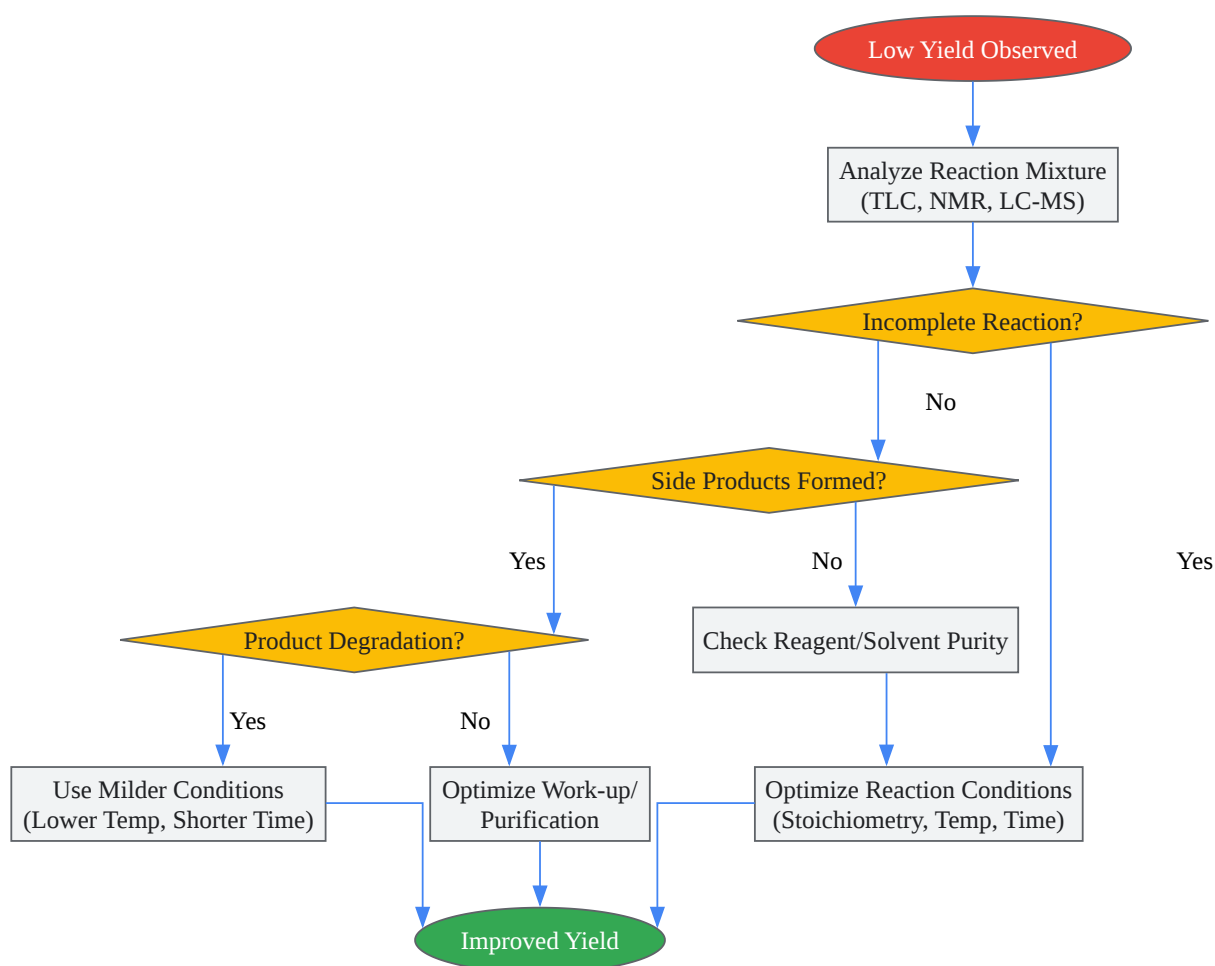 Low Yield Observed
Analyze Reaction Mixture
(TLC, NMR, LC-MS)
Incomplete Reaction?
No
Side Products Formed?
Yes
No
Yes
Product Degradation?
Check Reagent/Solvent Purity
Yes
No
Use Milder Conditions
(Lower Temp, Shorter Time)
Optimize Work-up/
Purification
Optimize Reaction Conditions
(Stoichiometry, Temp, Time)
Improved Yield